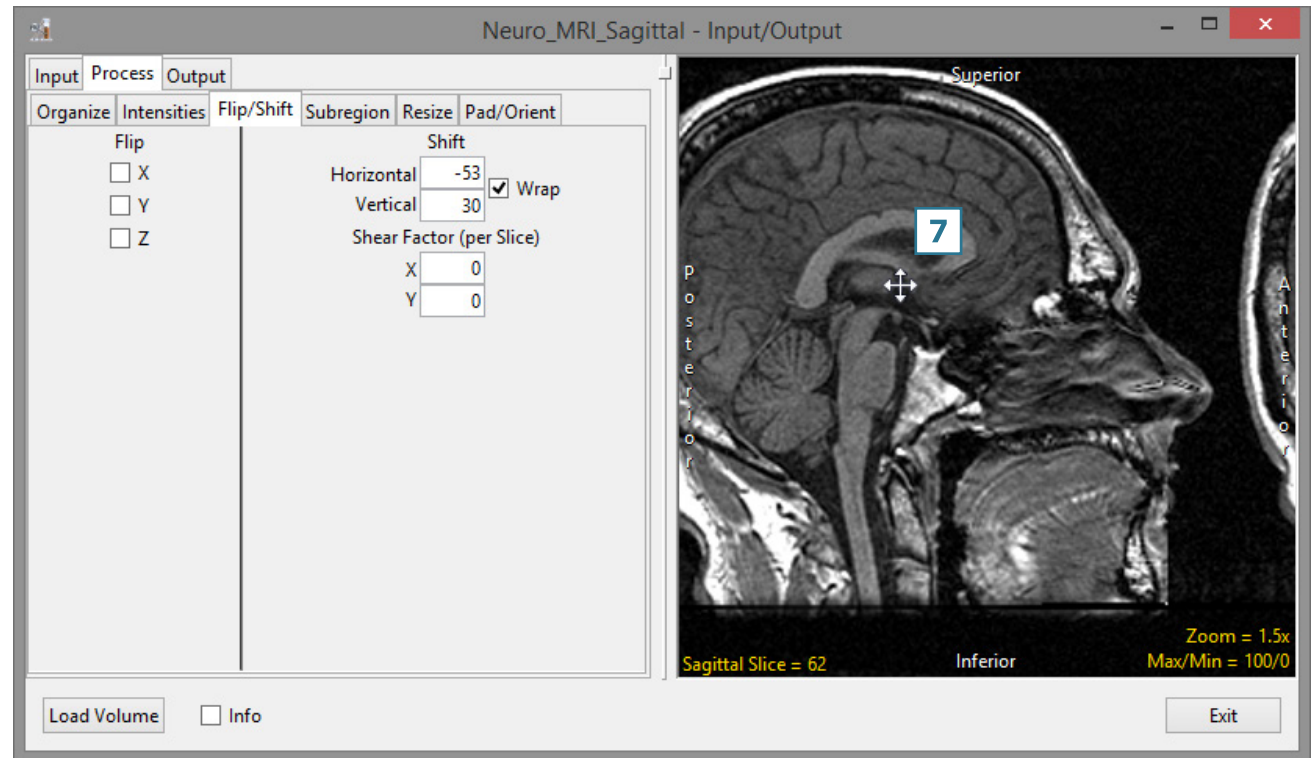 Neuro_MRI_Sagittal - Input/Output
Input Process Output
Organize Intensities Flip/Shift Subregion Resize Pad/Orient
Flip
X
Y
Z
Shift
Horizontal -53
Vertical 30
Wrap
Shear Factor (per Slice)
X 0
Y 0
Superior
7
Posterior
Anterior
Sagittal Slice = 62
Inferior
Zoom = 1.5x
Max/Min = 100/0
Load Volume
Info
Exit